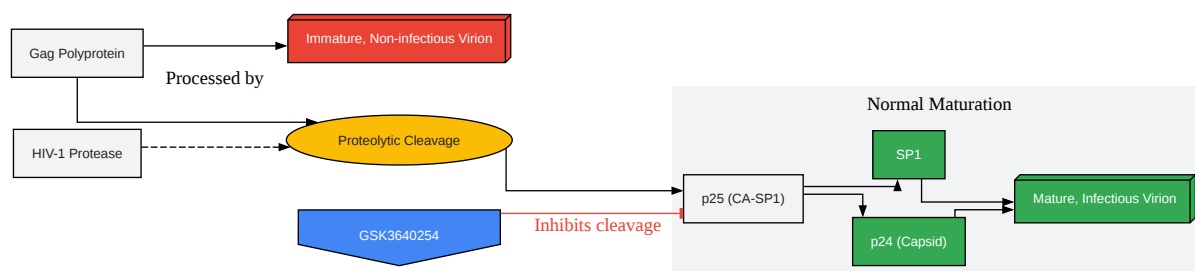 Gag Polyprotein
Immature, Non-infectious Virion
Processed by
HIV-1 Protease
Proteolytic Cleavage
GSK3640254
Inhibits cleavage
Normal Maturation
p25 (CA-SP1)
SP1
p24 (Capsid)
Mature, Infectious Virion